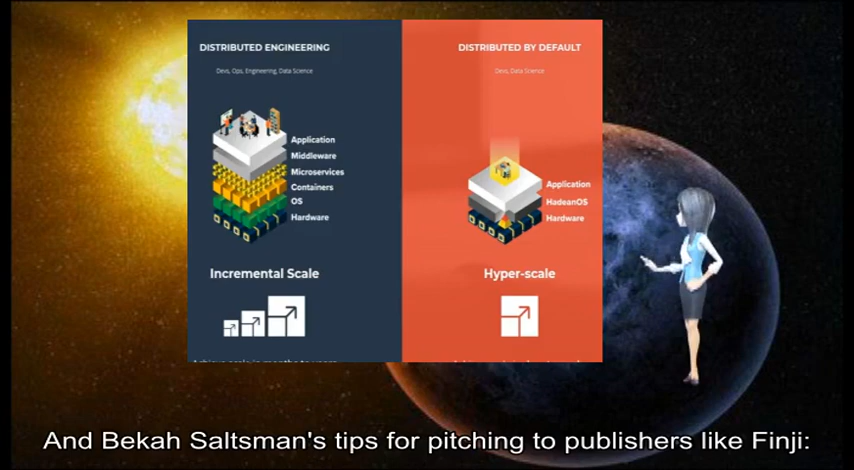 DISTRIBUTED ENGINEERING
Devs, Ops, Engineering, Data Science
Application
Middleware
Microservices
Containers
OS
Hardware
Incremental Scale
DISTRIBUTED BY DEFAULT
Devs, Data Science
Application
HadeanOS
Hardware
Hyper-scale
And Bekah Saltsman's tips for pitching to publishers like Finji: